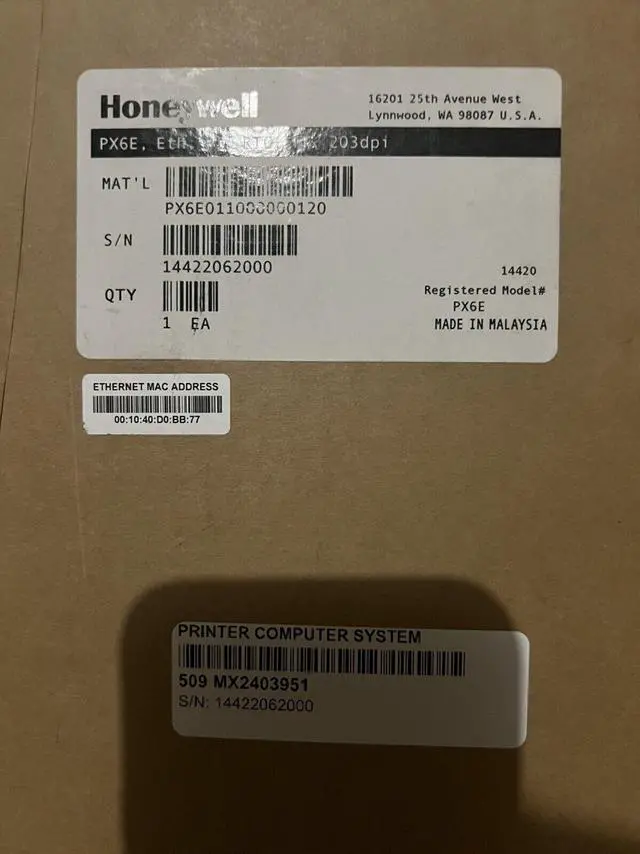 Honeywell
16201 25th Avenue West
Lynnwood, WA 98087 U.S.A.
PX6E, Eth, 203dpi
MAT'L
PX6E011000000120
S/N
14422062000
14420
QTY
Registered Model#
PX6E
1 EA
MADE IN MALAYSIA
ETHERNET MAC ADDRESS
00:10:40:D0:BB:77
PRINTER COMPUTER SYSTEM
509 MX2403951
S/N: 14422062000